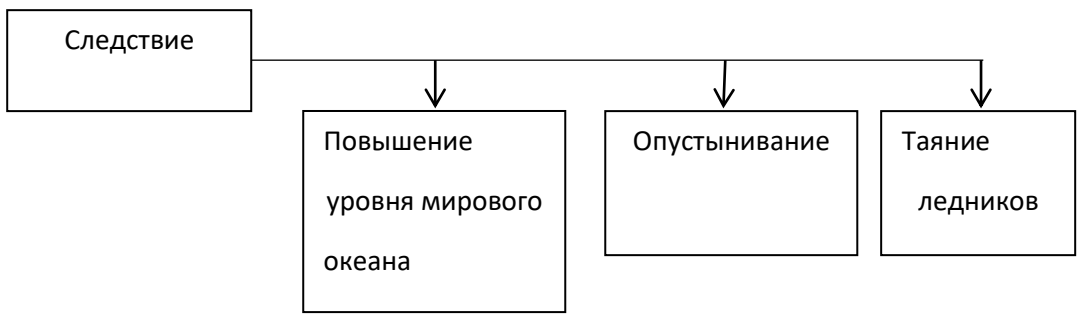 Следствие
Повышение
уровня мирового
океана
Опустынивание
Таяние
ледников